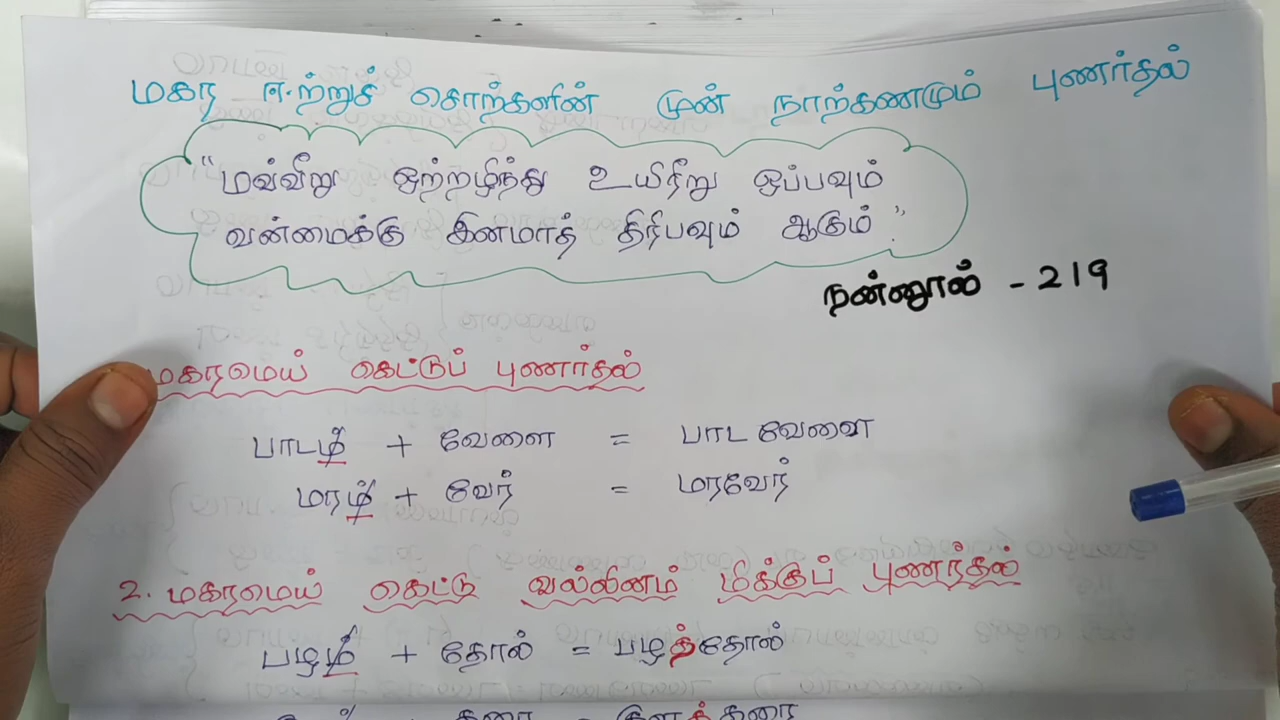 மகர ஈற்றுச் சொற்களின் முன் நாற்கணமும் புணர்தல்
"மவ்வீறு ஒற்றழிந்து உயிரீறு ஒப்பவும்
வன்மைக்கு இனமாத் திரிபவும் ஆகும்".
நன்னூல் - 219
மகரமெய் கெட்டுப் புணர்தல்
பாடம் + வேளை = பாடவேளை
மரம் + வேர் = மரவேர்
2. மகரமெய் கெட்டு வல்லினம் மிக்குப் புணர்தல்
பழம் + தோல் = பழத்தோல்